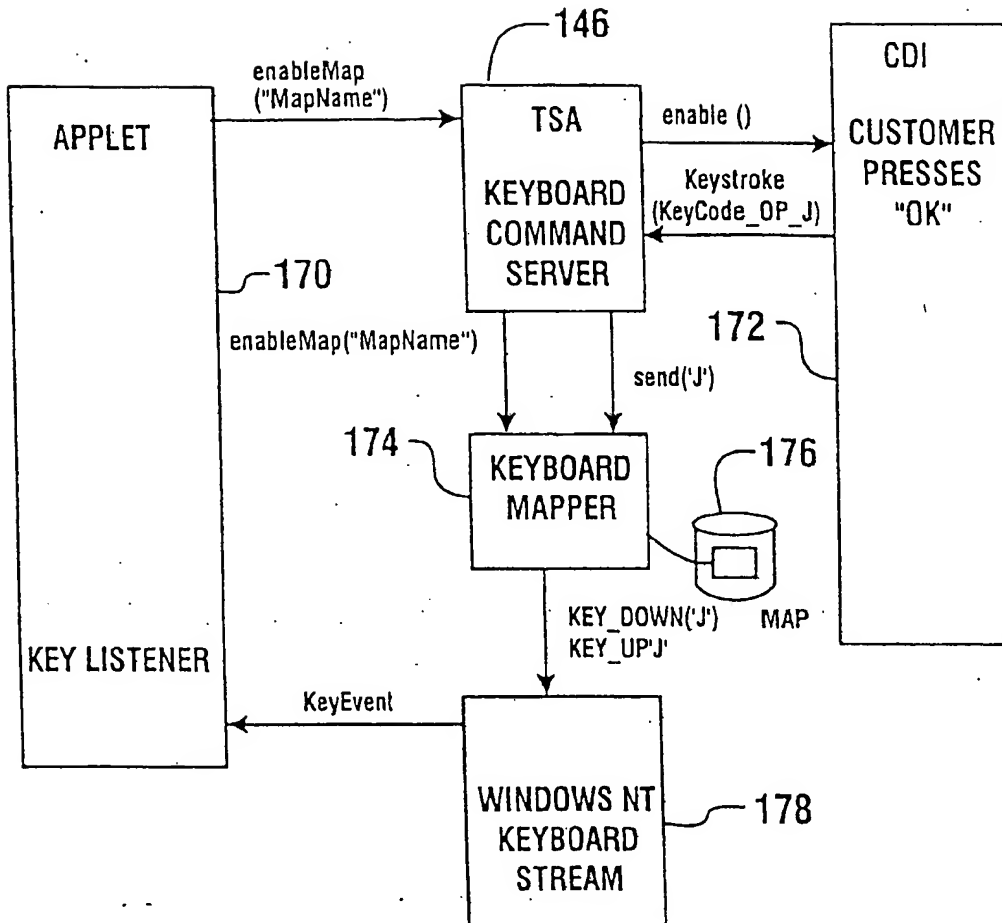 146
enableMap
("MapName")
APPLET
TSA
KEYBOARD
COMMAND
SERVER
enable ()
Keystroke
(KeyCode_OP_J)
CDI
CUSTOMER
PRESSES
"OK"
170
enableMap("MapName")
send('J')
172
174
KEYBOARD
MAPPER
176
MAP
KEY_DOWN('J')
KEY_UP'J'
KEY LISTENER
KeyEvent
WINDOWS NT
KEYBOARD
STREAM
178